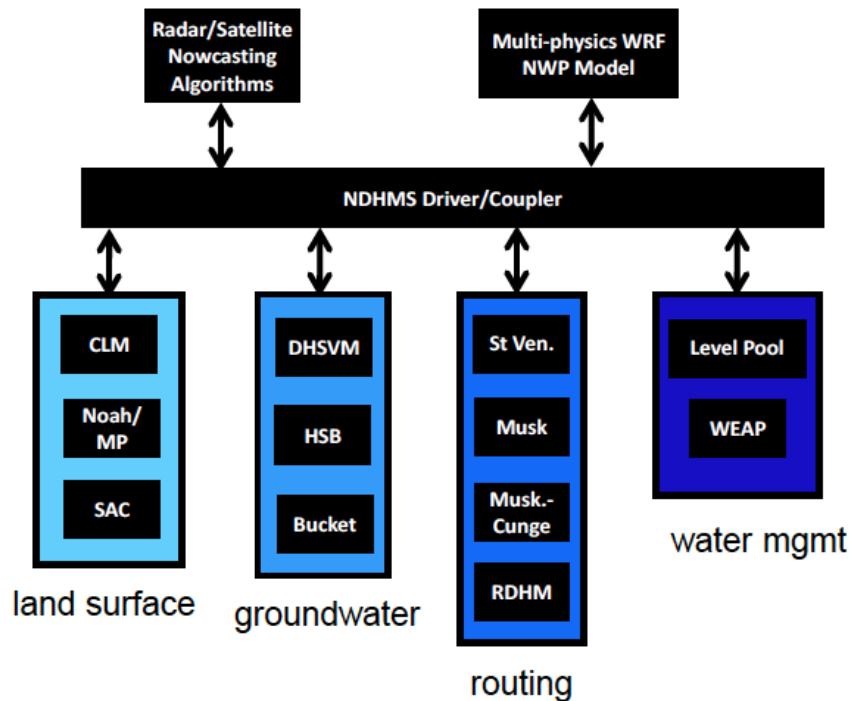 Radar/Satellite
Nowcasting
Algorithms
Multi-physics WRF
NWP Model
NDHMS Driver/Coupler
CLM
Noah/
MP
SAC
land surface
DHSVM
HSB
Bucket
groundwater
St Ven.
Musk
Musk.-
Cunge
RDHM
routing
Level Pool
WEAP
water mgmt